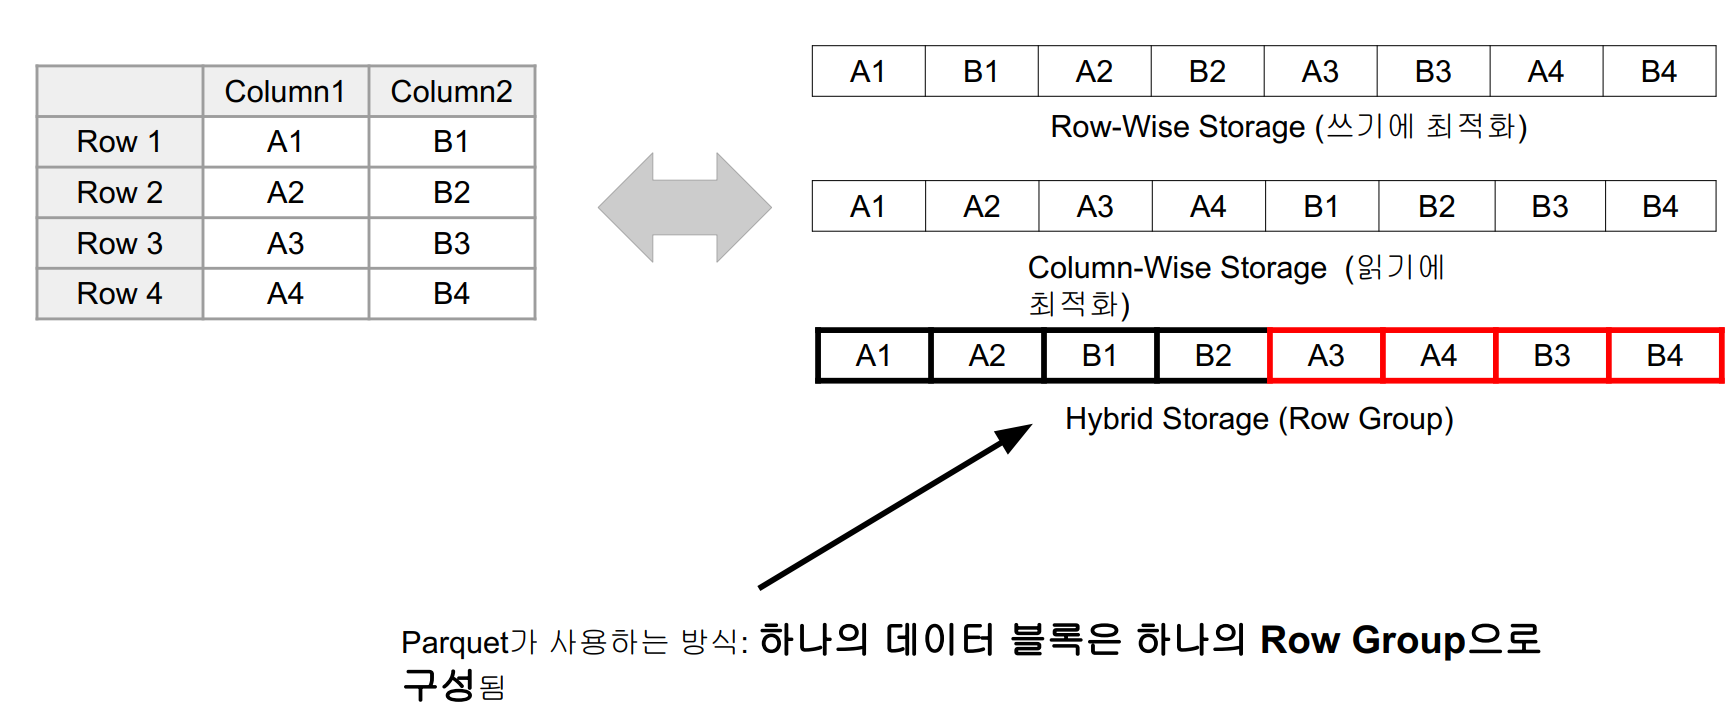 Column1 Column2
Row 1 A1 B1
Row 2 A2 B2
Row 3 A3 B3
Row 4 A4 B4
A1 B1 A2 B2 A3 B3 A4 B4
Row-Wise Storage (쓰기에 최적화)
A1 A2 A3 A4 B1 B2 B3 B4
Column-Wise Storage (읽기에
최적화)
A1 A2 B1 B2 A3 A4 B3 B4
Hybrid Storage (Row Group)
Parquet가 사용하는 방식: 하나의 데이터 블록은 하나의 Row Group으로
구성됨